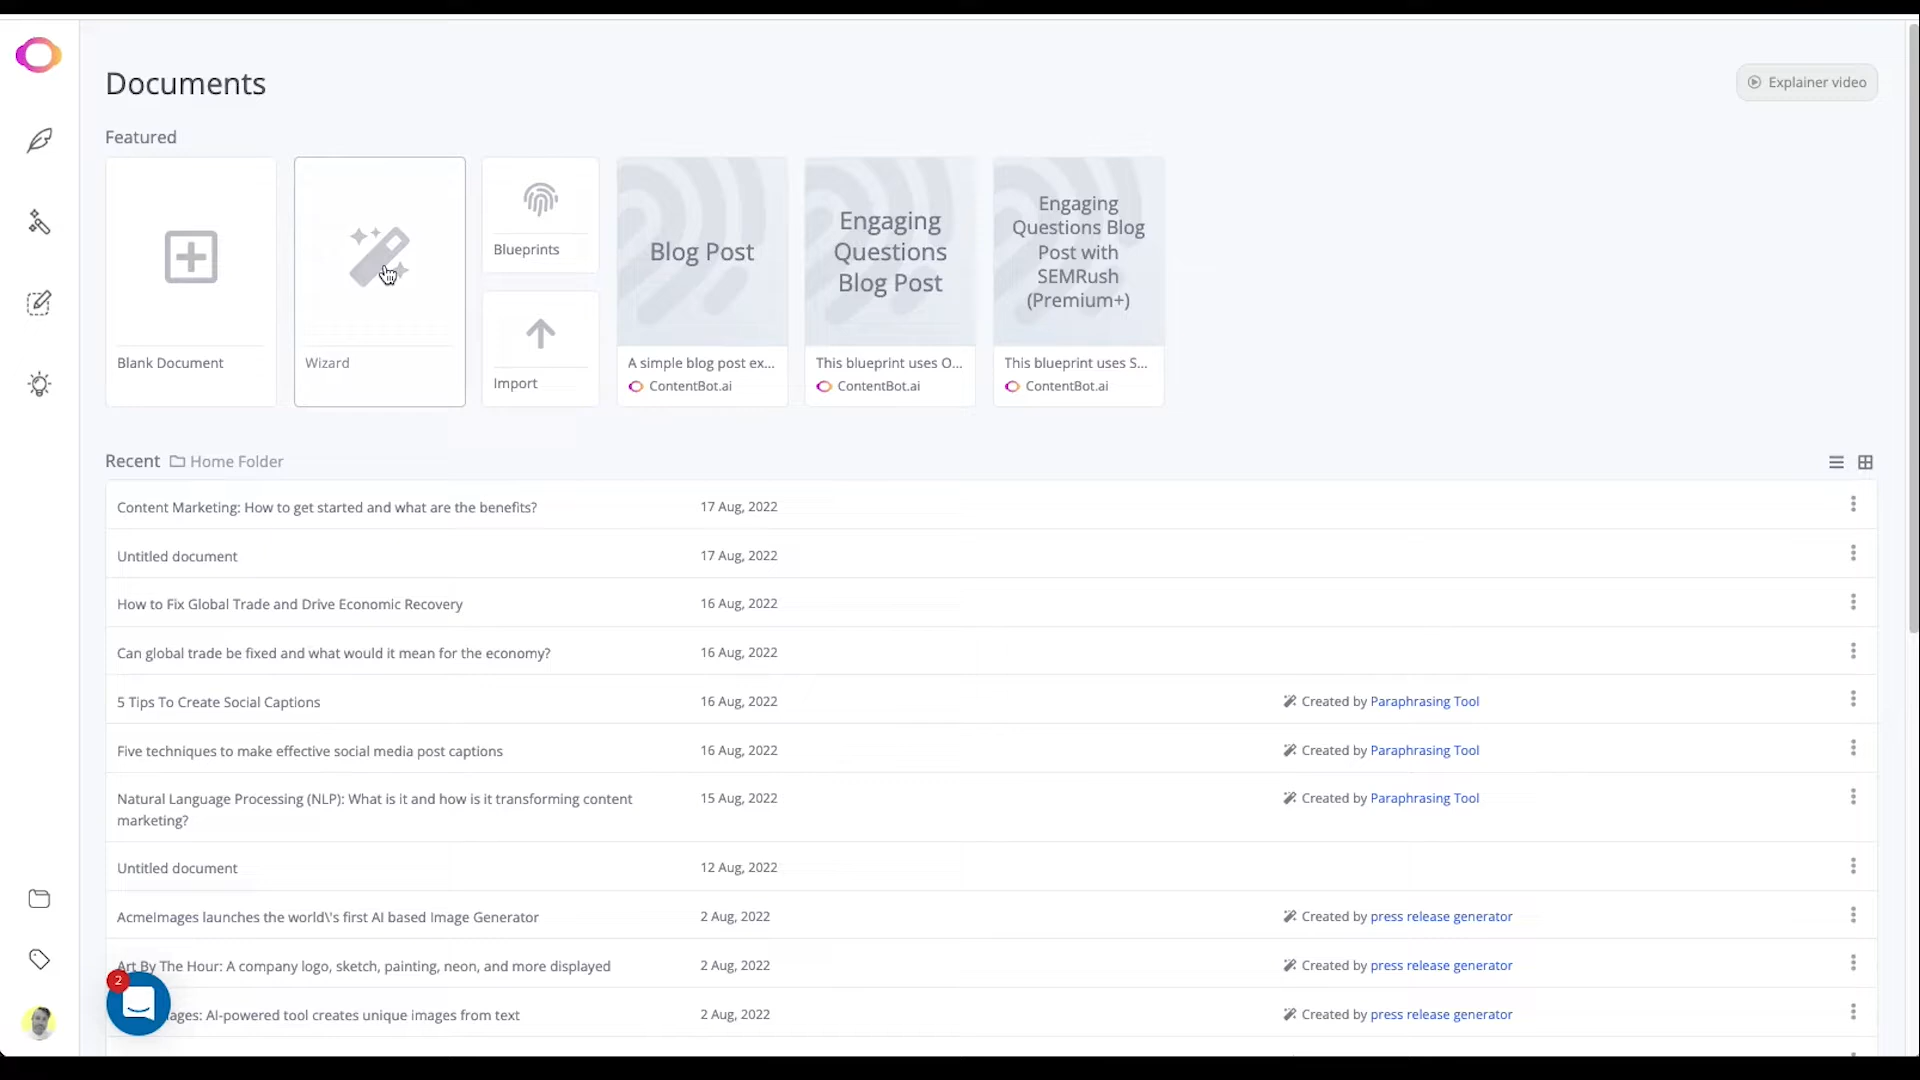 Documents
Explainer video
Featured
Blank Document
Wizard
Blueprints
Import
Blog Post
A simple blog post ex...
ContentBot.ai
Engaging
Questions
Blog Post
This blueprint uses O...
ContentBot.ai
Engaging
Questions Blog
Post with
SEMRush
(Premium+)
This blueprint uses S...
ContentBot.ai
Recent Home Folder
Content Marketing: How to get started and what are the benefits? 17 Aug, 2022
Untitled document 17 Aug, 2022
How to Fix Global Trade and Drive Economic Recovery 16 Aug, 2022
Can global trade be fixed and what would it mean for the economy? 16 Aug, 2022
5 Tips To Create Social Captions 16 Aug, 2022 Created by Paraphrasing Tool
Five techniques to make effective social media post captions 16 Aug, 2022 Created by Paraphrasing Tool
Natural Language Processing (NLP): What is it and how is it transforming content 15 Aug, 2022 Created by Paraphrasing Tool
marketing?
Untitled document 12 Aug, 2022
AcmeImages launches the world\'s first AI based Image Generator 2 Aug, 2022 Created by press release generator
Art By The Hour: A company logo, sketch, painting, neon, and more displayed 2 Aug, 2022 Created by press release generator
2
ages: AI-powered tool creates unique images from text 2 Aug, 2022 Created by press release generator